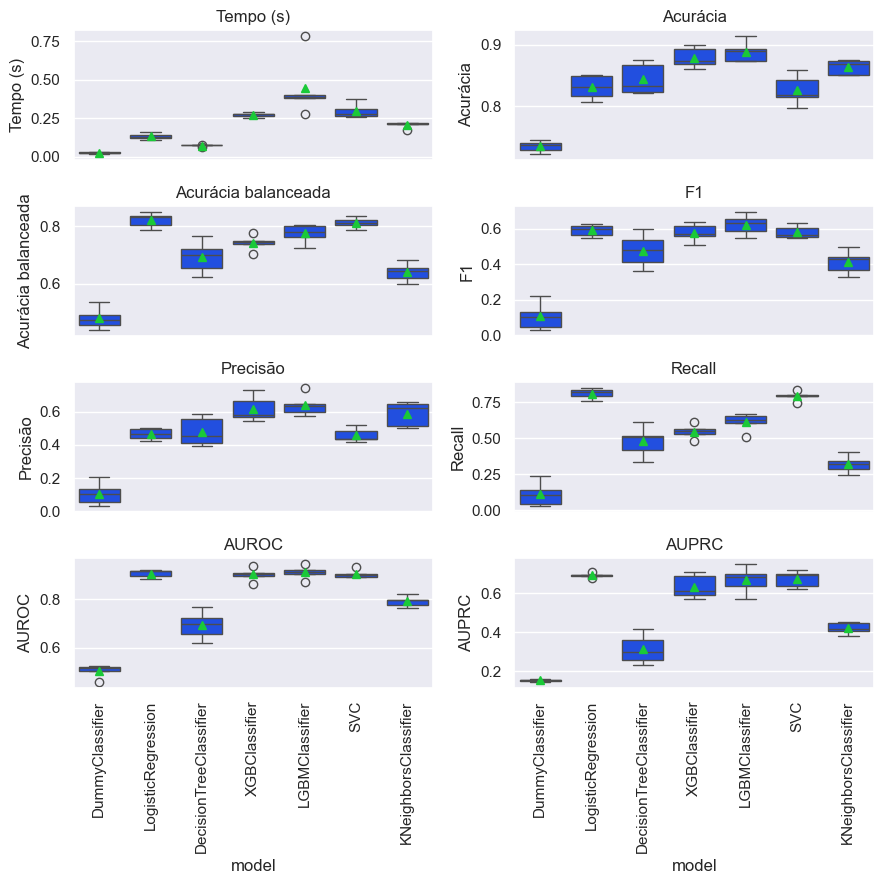 Tempo (s)
Tempo (s)
0.75
0.50
0.25
0.00
Acurácia
Acurácia
0.9
0.8
Acurácia balanceada
Acurácia balanceada
0.8
0.6
F1
F1
0.6
0.4
0.2
0.0
Precisão
Precisão
0.6
0.4
0.2
0.0
Recall
Recall
0.75
0.50
0.25
0.00
AUROC
AUROC
0.8
0.6
DummyClassifier
LogisticRegression
DecisionTreeClassifier
XGBClassifier
LGBMClassifier
SVC
KNeighborsClassifier
model
AUPRC
AUPRC
0.6
0.4
0.2
DummyClassifier
LogisticRegression
DecisionTreeClassifier
XGBClassifier
LGBMClassifier
SVC
KNeighborsClassifier
model